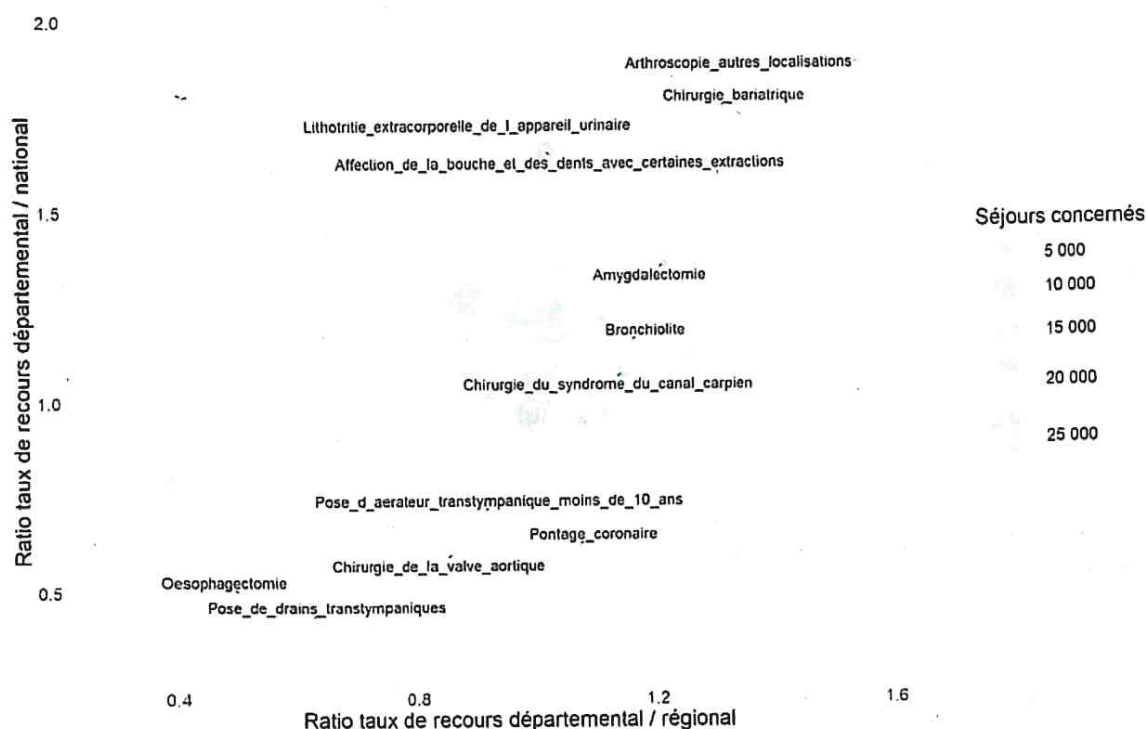 2.0
Arthroscopie_autres_localisations
Chirurgie_bariatrique
Lithotritie_extracorporelle_de_l_appareil_urinaire
Affection_de_la_bouche_et_des_dents_avec_certaines_extractions
Ratio taux de recours départemental / national
1.5
Séjours concernés
5 000
Amygdalectomie
10 000
Bronchiolite
15 000
Chirurgie_du_syndrome_du_canal_carpien
20 000
1.0
25 000
Pose_d_aerateur_transtympanique_moins_de_10_ans
Pontage_coronaire
Chirurgie_de_la_valve_aortique
Oesophagectomie
0.5
Pose_de_drains_transtympaniques
0.4
0.8
1.2
1.6
Ratio taux de recours départemental / régional